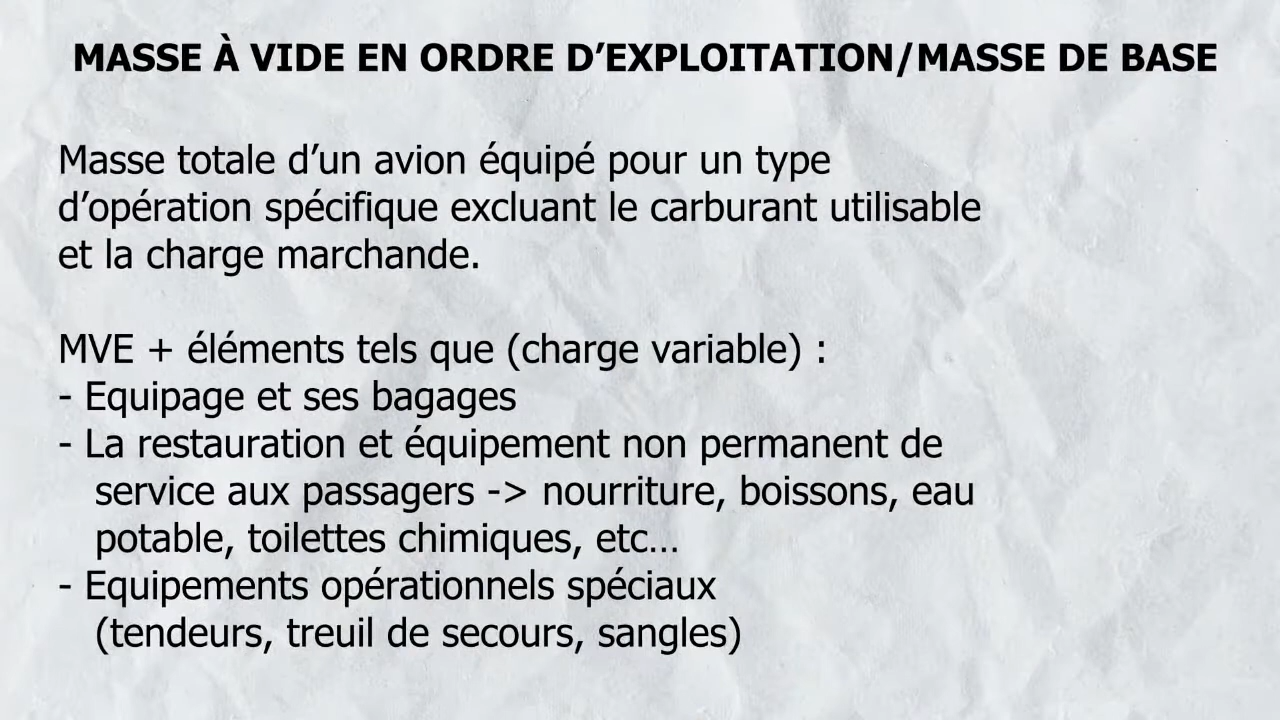 MASSE À VIDE EN ORDRE D’EXPLOITATION/MASSE DE BASE
Masse totale d’un avion équipé pour un type
d’opération spécifique excluant le carburant utilisable
et la charge marchande.
MVE + éléments tels que (charge variable) :
- Equipage et ses bagages
- La restauration et équipement non permanent de
service aux passagers -> nourriture, boissons, eau
potable, toilettes chimiques, etc…
- Equipements opérationnels spéciaux
(tendeurs, treuil de secours, sangles)